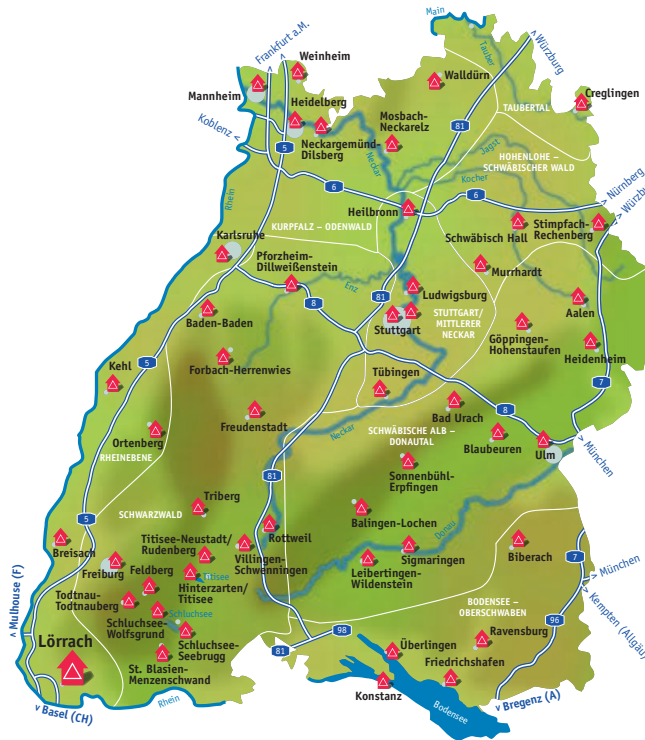 Main
Frankfurt a.M.
Weinheim
Tauber
Würzburg
Walldürn
Mannheim
Creglingen
Heidelberg
TAUBERTAL
Koblenz
Mosbach-
Neckarelz
81
5
Neckargemünd-
Dilsberg
Neckar
Jagst
HOHENLOHE –
SCHWÄBISCHER WALD
Kocher
6
6
Nürnberg
Rhein
Heilbronn
Würzb
KURPFALZ – ODENWALD
Stimpfach-
Rechenberg
Karlsruhe
Schwäbisch Hall
Pforzheim-
Dillweißenstein
Murrhardt
Enz
Ludwigsburg
81
8
Baden-Baden
Aalen
Stuttgart
STUTTGART/
MITTLERER
NECKAR
Göppingen-
Hohenstaufen
Heidenheim
5
Kehl
Forbach-Herrenwies
Tübingen
7
Freudenstadt
Bad Urach
8
Ortenberg
Neckar
SCHWÄBISCHE ALB –
DONAUTAL
Blaubeuren
Ulm
München
RHEINEBENE
81
Sonnenbühl-
Erpfingen
Triberg
SCHWARZWALD
5
Balingen-Lochen
Donau
Rottweil
Titisee-Neustadt/
Rudenberg
Breisach
Villingen-
Schwenningen
Sigmaringen
Biberach
7
Freiburg
Feldberg
Titisee
Leibertingen-
Wildenstein
München
Hinterzarten/
Titisee
Todtnau-
Todtnauberg
Mulhouse (F)
Schluchsee
BODENSEE –
OBERSCHWABEN
Kempten (Allgäu)
Schluchsee-
Wolfsgrund
96
98
Ravensburg
Lörrach
Schluchsee-
Seebrugg
81
Überlingen
St. Blasien-
Menzenschwand
Friedrichshafen
Konstanz
Rhein
Basel (CH)
Bodensee
Bregenz (A)